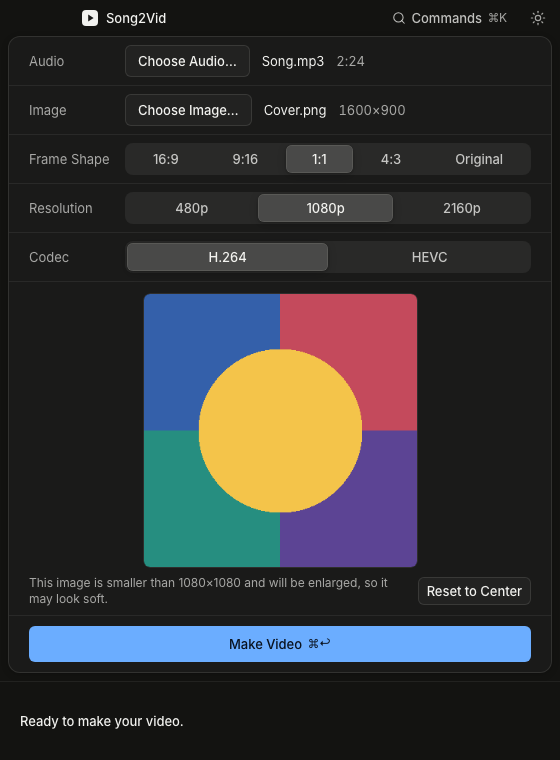 Song2Vid
Commands ⌘K
Audio
Choose Audio...
Song.mp3
2:24
Image
Choose Image...
Cover.png
1600×900
Frame Shape
16:9
9:16
1:1
4:3
Original
Resolution
480p
1080p
2160p
Codec
H.264
HEVC
This image is smaller than 1080×1080 and will be enlarged, so it
may look soft.
Reset to Center
Make Video ⌘↩
Ready to make your video.